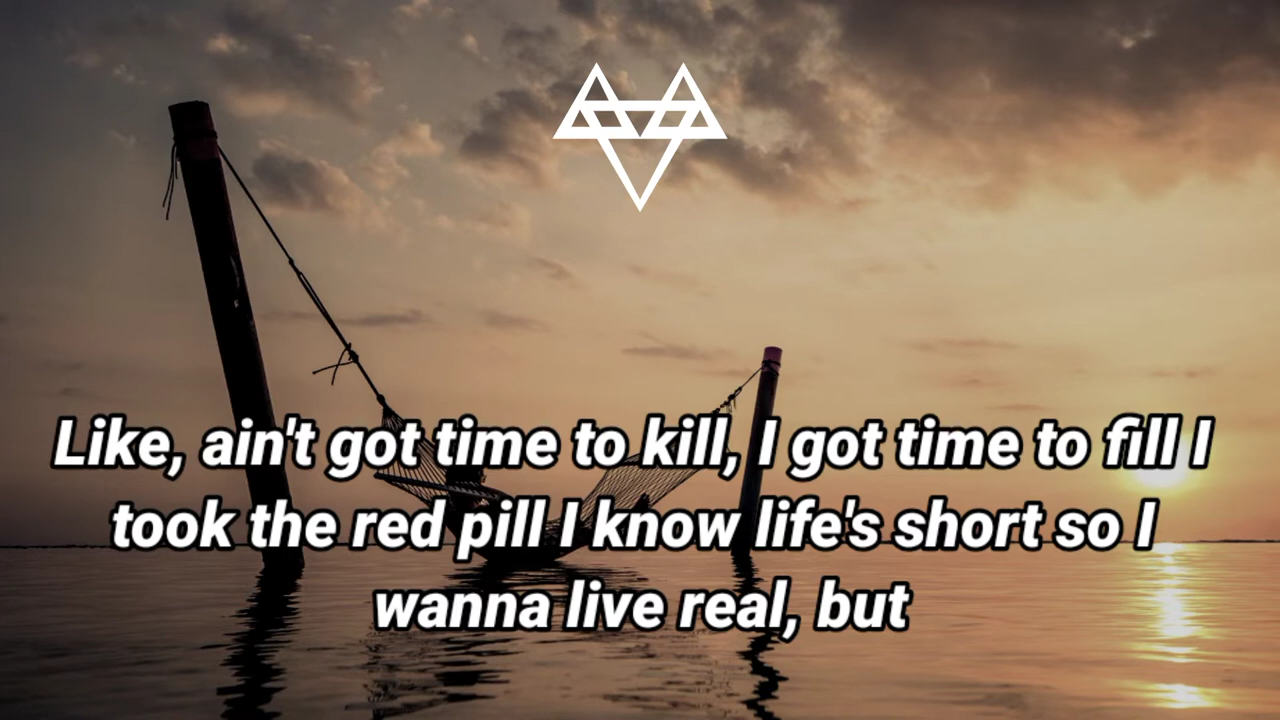 Like, ain't got time to kill, I got time to fill I
took the red pill I know life's short so I
wanna live real, but